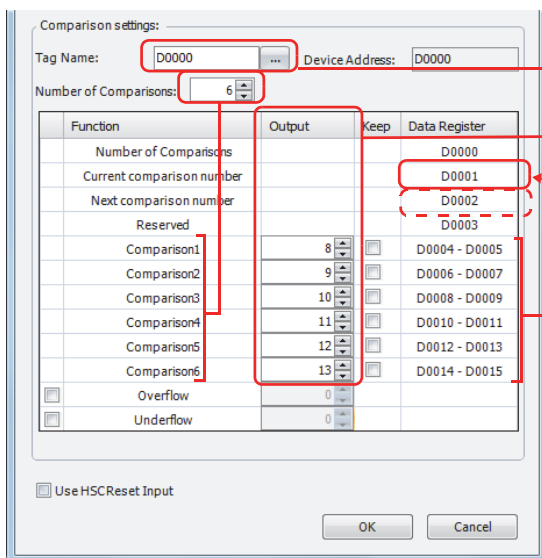 Comparison settings:
Tag Name: D0000 ... Device Address: D0000
Number of Comparisons: 6
Function Output Keep Data Register
Number of Comparisons D0000
Current comparison number D0001
Next comparison number D0002
Reserved D0003
Comparison1 8 D0004 - D0005
Comparison2 9 D0006 - D0007
Comparison3 10 D0008 - D0009
Comparison4 11 D0010 - D0011
Comparison5 12 D0012 - D0013
Comparison6 13 D0014 - D0015
Overflow 0
Underflow 0
Use HSC Reset Input
OK Cancel